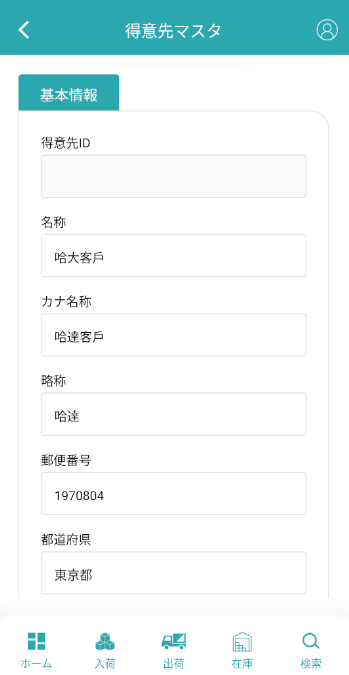 得意先マスタ
基本情報
得意先ID
名称
哈大客戶
カナ名称
哈達客戶
略称
哈達
郵便番号
1970804
都道府県
東京都
ホーム
入荷
出荷
在庫
検索